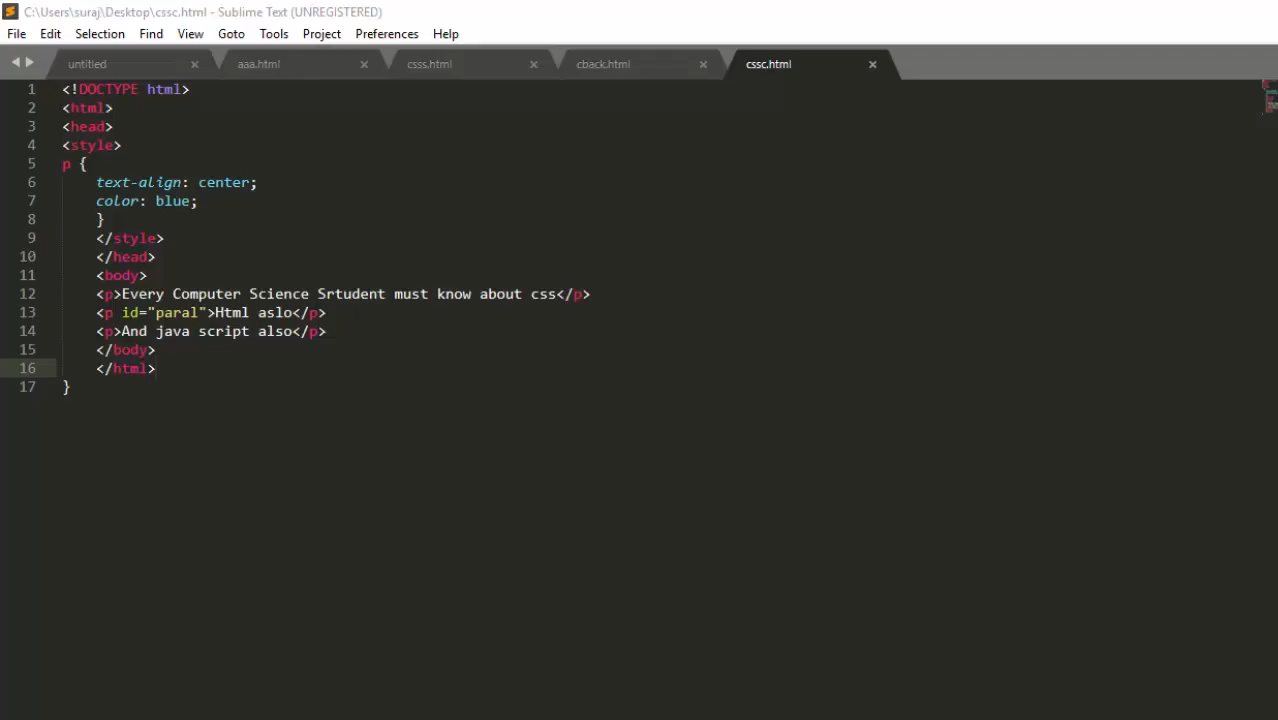 C:\Users\suraj\Desktop\cssc.html - Sublime Text (UNREGISTERED)
File Edit Selection Find View Goto Tools Project Preferences Help
untitled × aaa.html × csss.html × cback.html × cssc.html ×
1 <!DOCTYPE html>
2 <html>
3 <head>
4 <style>
5 p {
6 text-align: center;
7 color: blue;
8 }
9 </style>
10 </head>
11 <body>
12 <p>Every Computer Science Srtudent must know about css</p>
13 <p id="paral">Html aslo</p>
14 <p>And java script also</p>
15 </body>
16 </html>
17 }